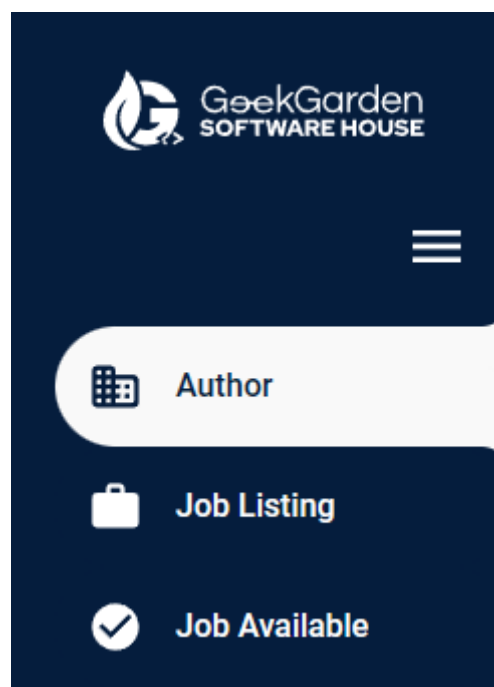 GeekGarden
SOFTWARE HOUSE
Author
Job Listing
Job Available